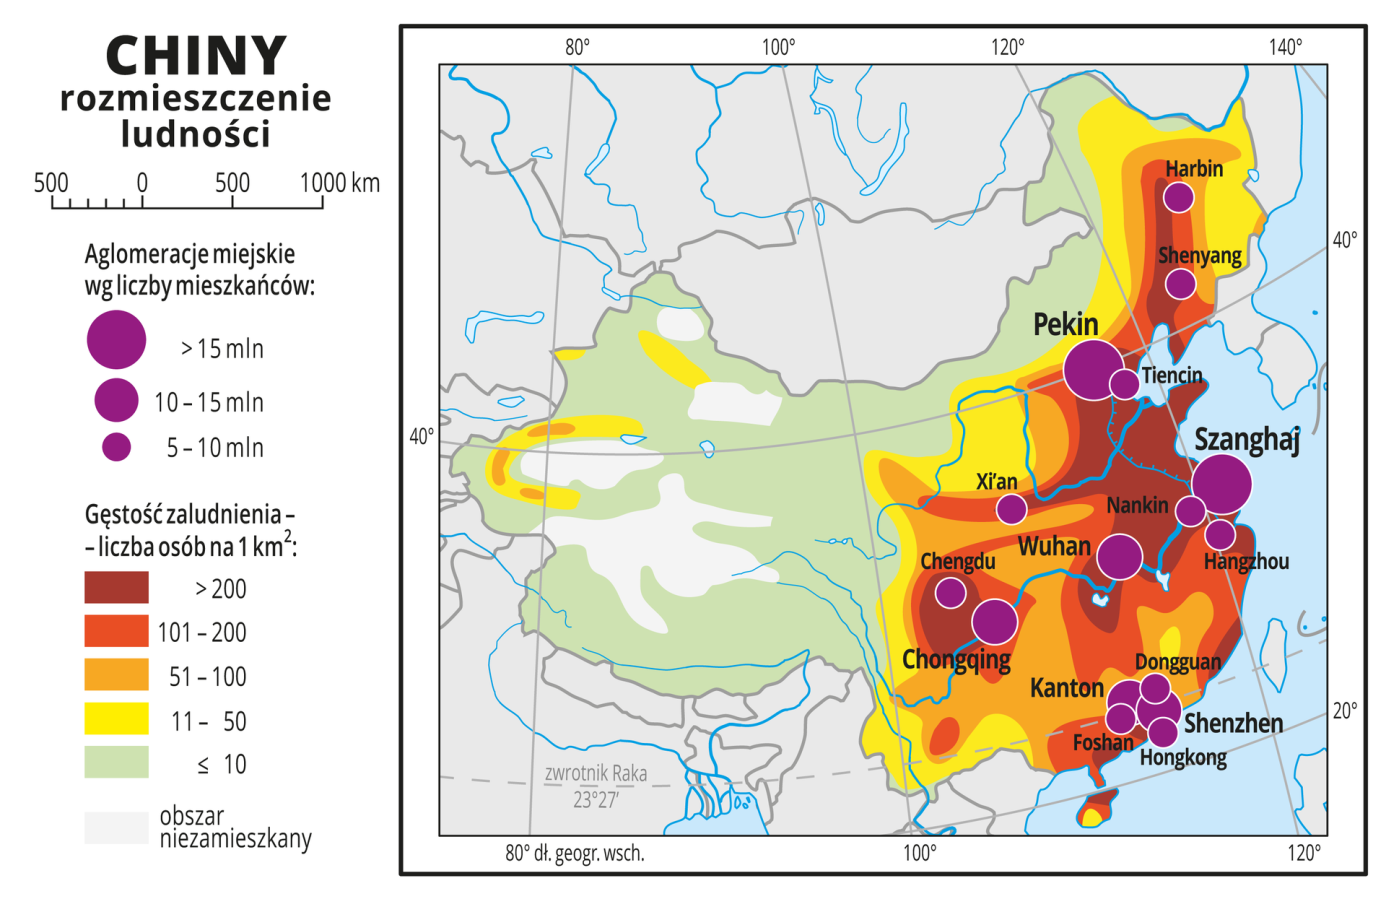 CHINY
rozmieszczenie
ludności
500 0 500 1000 km
Aglomeracje miejskie
wg liczby mieszkańców:
> 15 mln
10 – 15 mln
5 – 10 mln
Gęstość zaludnienia –
– liczba osób na 1 km²:
> 200
101 – 200
51 – 100
11 – 50
≤ 10
obszar
niezamieszkany
80° 100° 120° 140°
Harbin
40°
Shenyang
Pekin
Tiencin
40°
Szanghaj
Xi’an
Nankin
Wuhan
Hangzhou
Chengdu
Chongqing
Dongguan
Kanton
20°
Shenzhen
Foshan
Hongkong
zwrotnik Raka
23°27’
80° dł. geogr. wsch. 100° 120°